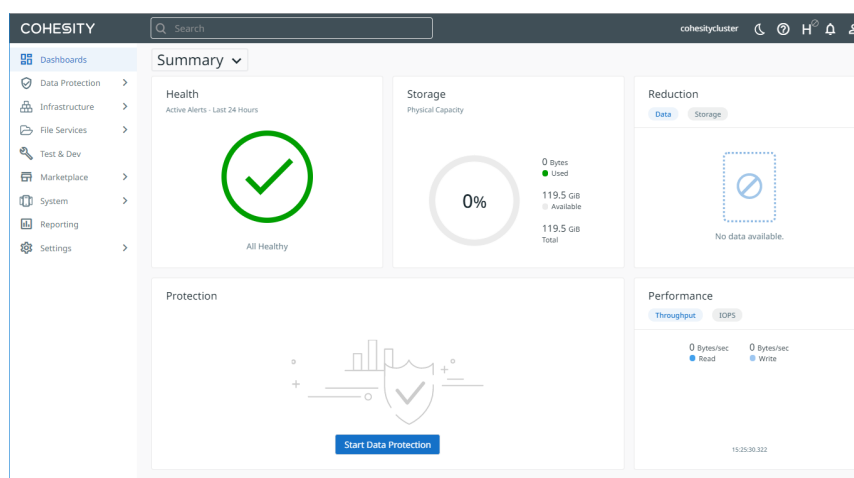 COHESITY
Search
cohesitycluster
H
Dashboards
Data Protection
Infrastructure
File Services
Test & Dev
Marketplace
System
Reporting
Settings
Summary
Health
Active Alerts - Last 24 Hours
All Healthy
Storage
Physical Capacity
0%
0 Bytes
Used
119.5 GiB
Available
119.5 GiB
Total
Reduction
Data Storage
No data available.
Protection
Start Data Protection
Performance
Throughput IOPS
0 Bytes/sec 0 Bytes/sec
Read Write
15:25:30.322